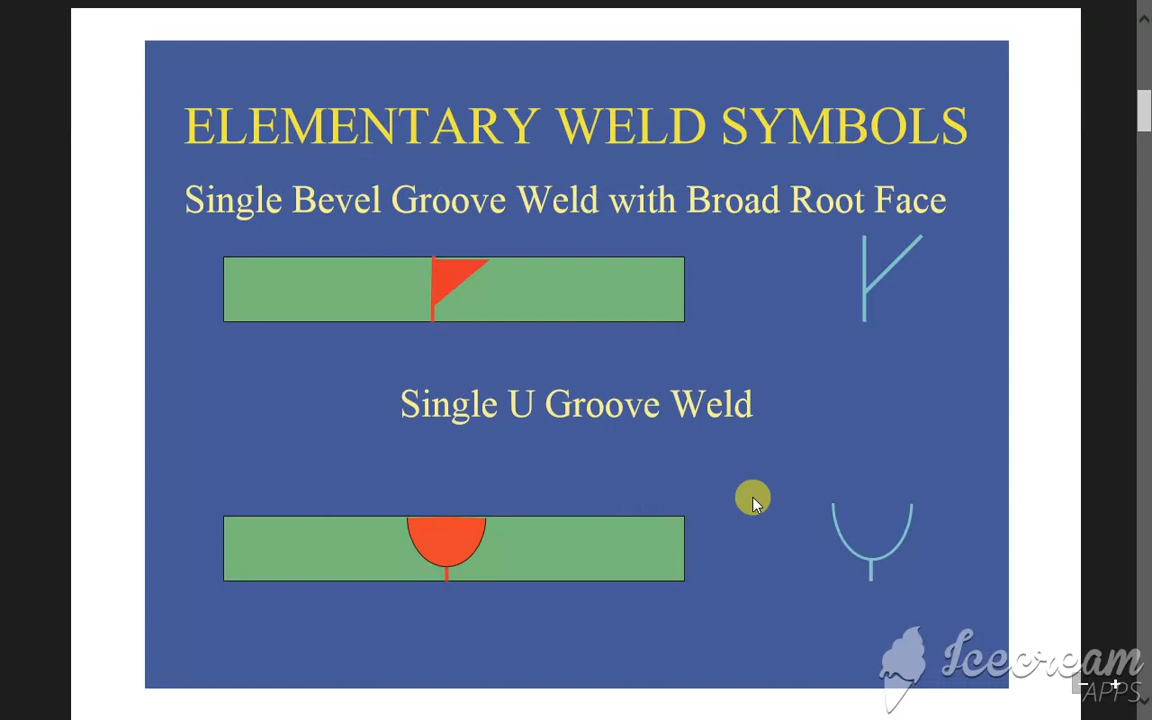 ELEMENTARY WELD SYMBOLS
Single Bevel Groove Weld with Broad Root Face
Single U Groove Weld
Icecream
APPS